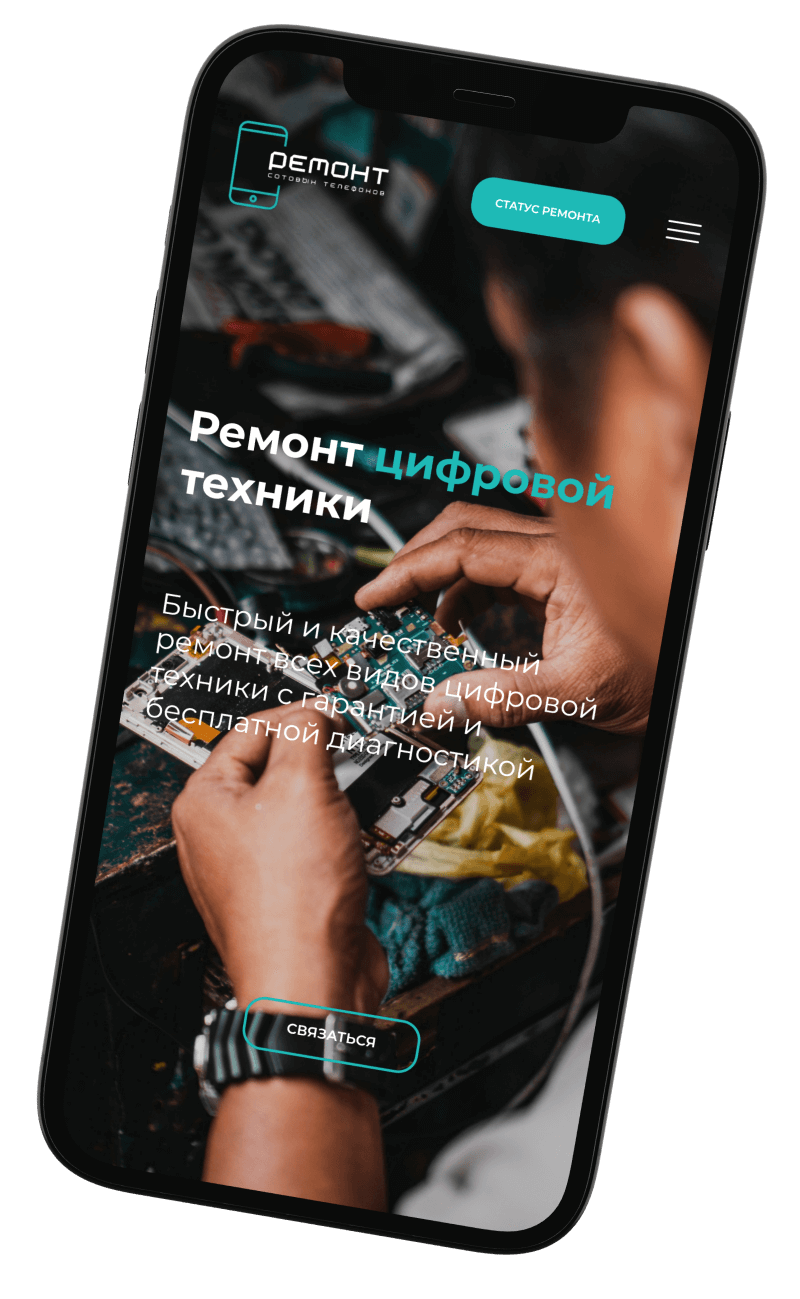 РЕМОНТ
СОТОВЫХ ТЕЛЕФОНОВ
СТАТУС РЕМОНТА
Ремонт цифровой
техники
Быстрый и качественный
ремонт всех видов цифровой
техники с гарантией и
бесплатной диагностикой
СВЯЗАТЬСЯ